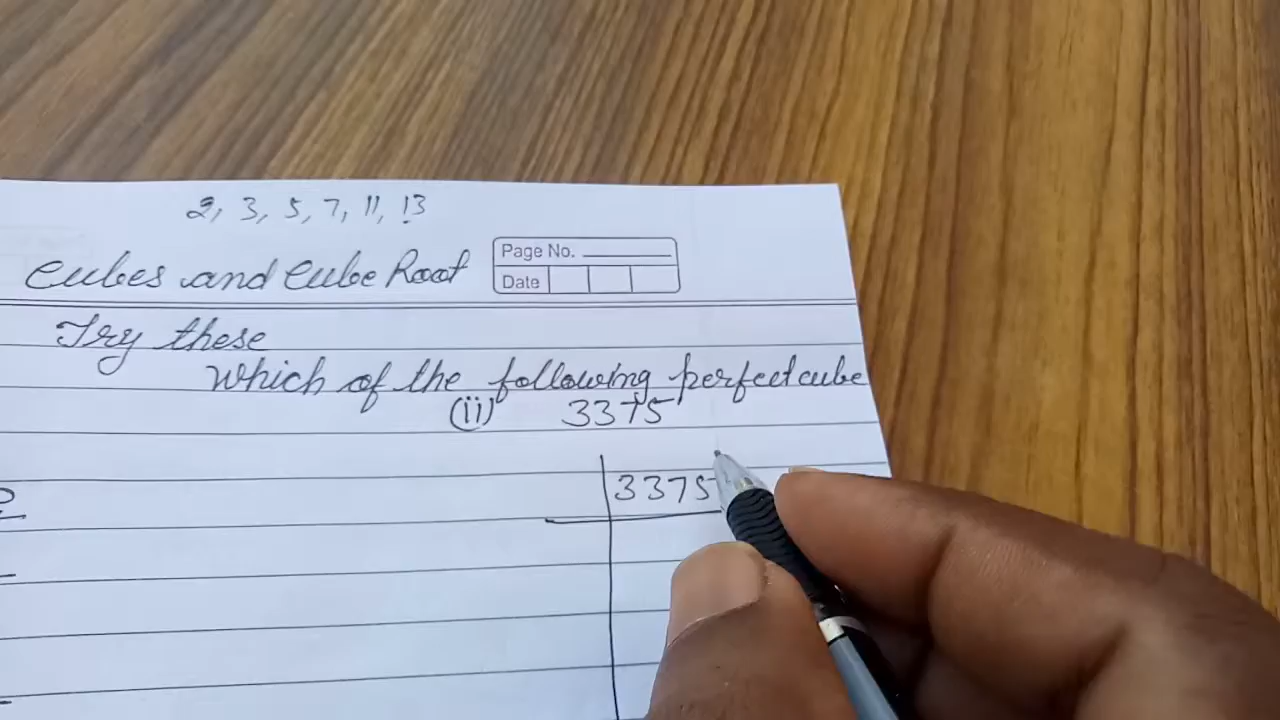 2, 3, 5, 7, 11, 13
Cubes and Cube Root
Page No.
Date
Try these
Which of the following perfect cube
(ii) 3375
3375